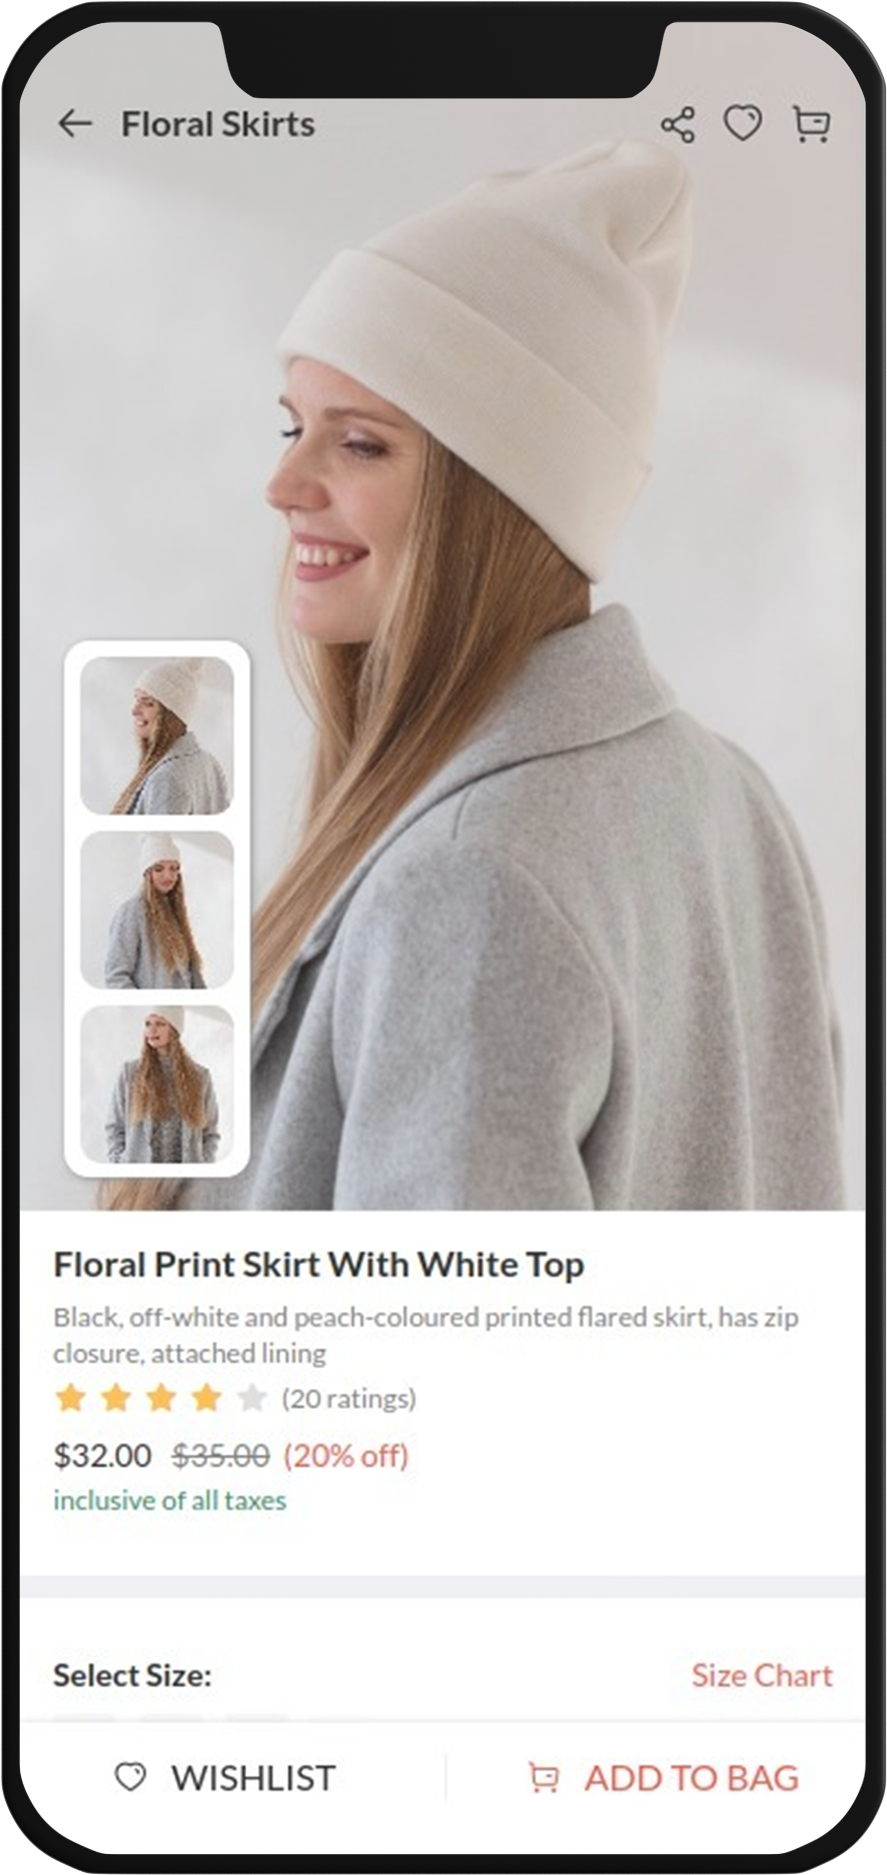 Floral Skirts
Floral Print Skirt With White Top
Black, off-white and peach-coloured printed flared skirt, has zip
closure, attached lining
(20 ratings)
$32.00 $35.00 (20% off)
inclusive of all taxes
Select Size: Size Chart
WISHLIST ADD TO BAG